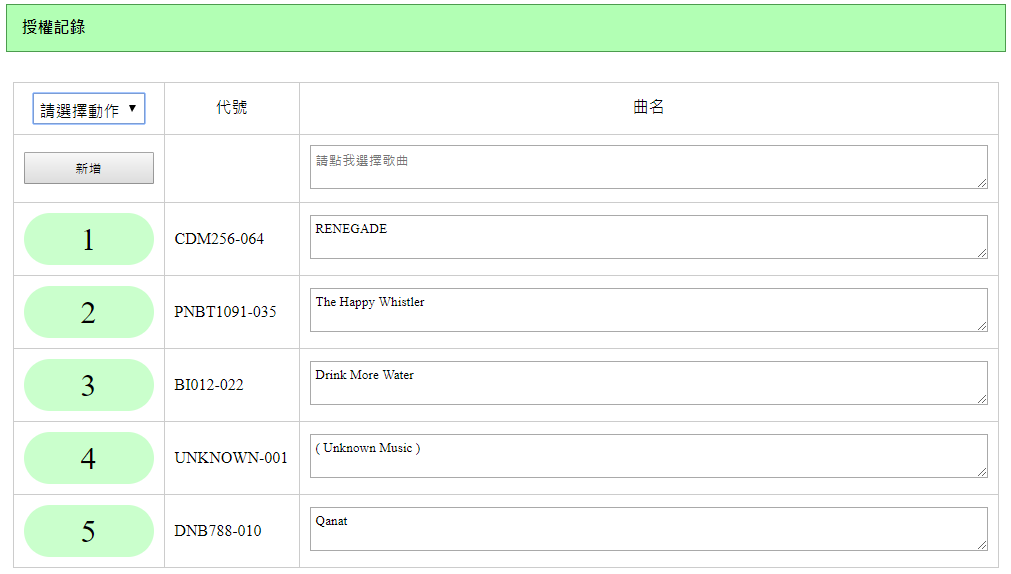 授權記錄
請選擇動作 代號 曲名
新增 請點我選擇歌曲
1 CDM256-064 RENEGADE
2 PNBT1091-035 The Happy Whistler
3 BI012-022 Drink More Water
4 UNKNOWN-001 ( Unknown Music )
5 DNB788-010 Qanat